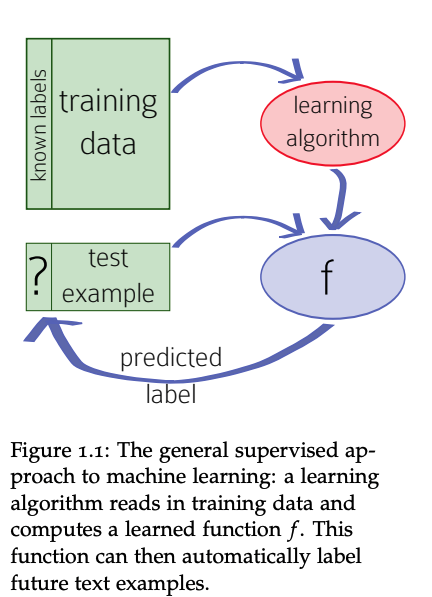 known labels
training
data
learning
algorithm
?
test
example
f
predicted
label
Figure 1.1: The general supervised ap-
proach to machine learning: a learning
algorithm reads in training data and
computes a learned function f. This
function can then automatically label
future text examples.